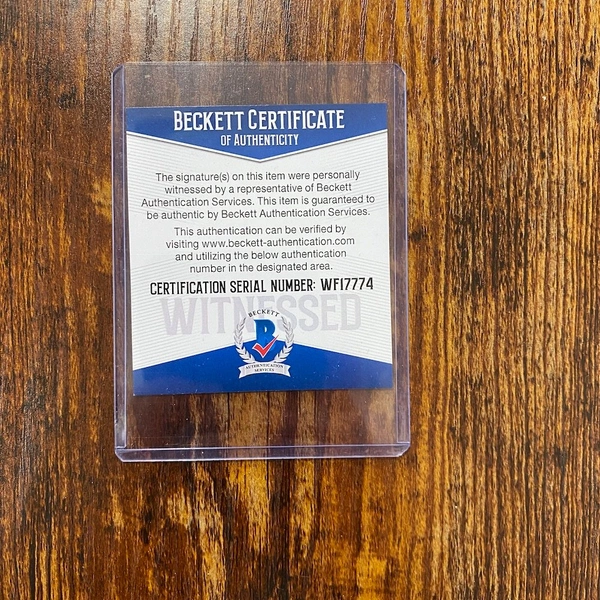 BECKETT CERTIFICATE
OF AUTHENTICITY
The signature(s) on this item were personally
witnessed by a representative of Beckett
Authentication Services. This item is guaranteed to
be authentic by Beckett Authentication Services.
This authentication can be verified by
visiting www.beckett-authentication.com
and utilizing the below authentication
number in the designated area.
CERTIFICATION SERIAL NUMBER: WF17774
WITNESSED
BECKETT
B
AUTHENTICATION
SERVICES